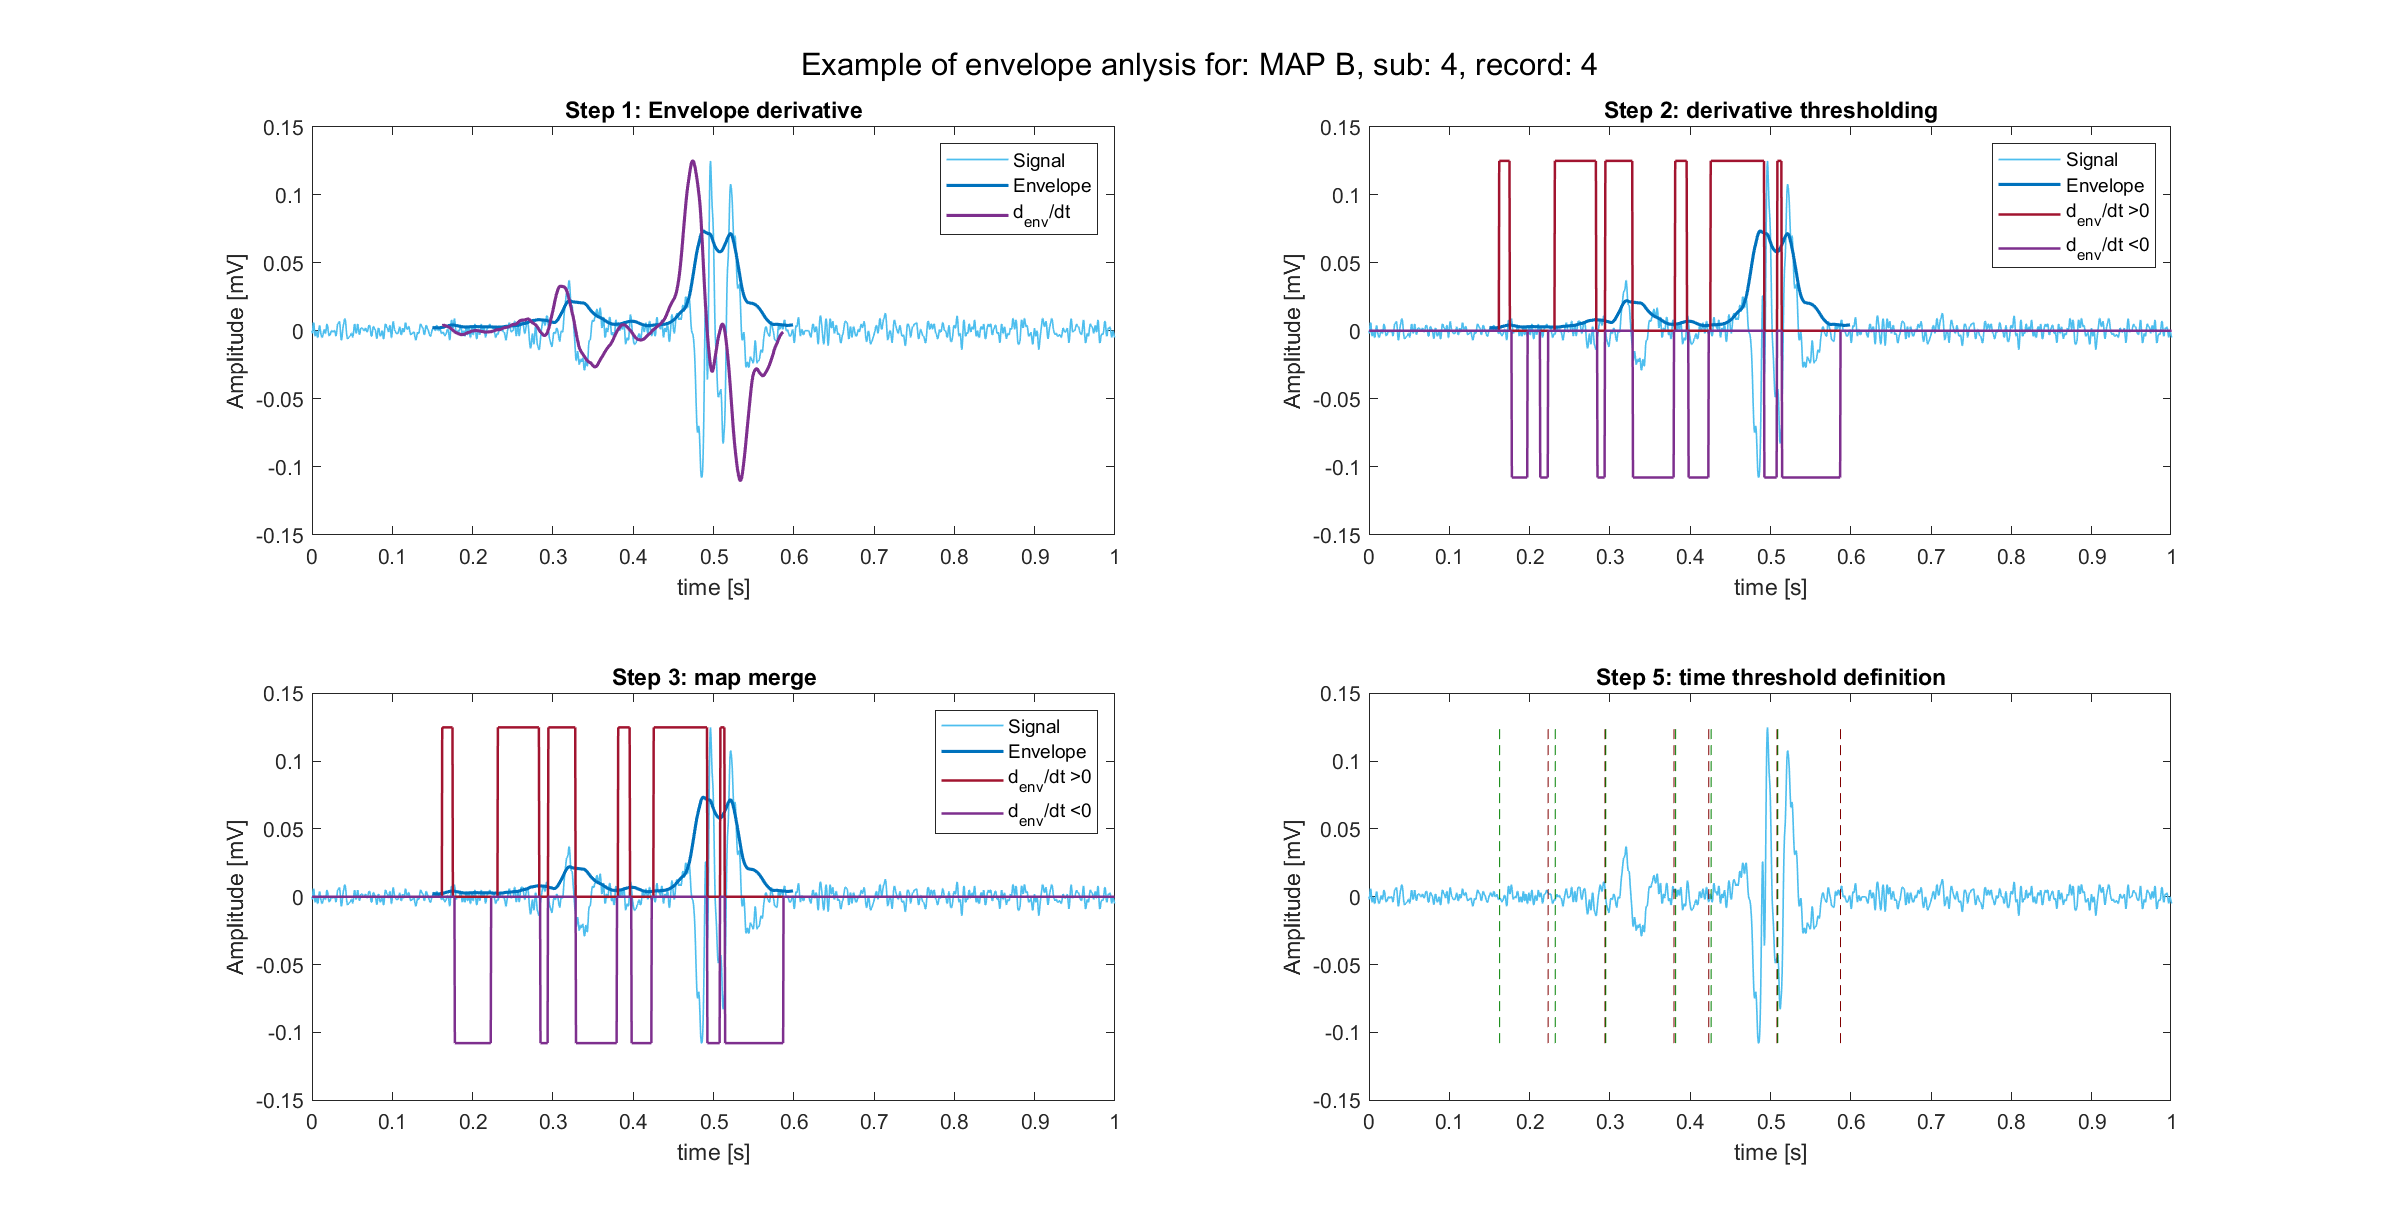 Example of envelope anlysis for: MAP B, sub: 4, record: 4
Step 1: Envelope derivative
0.15
0.1
0.05
0
-0.05
-0.1
-0.15
Amplitude [mV]
0 0.1 0.2 0.3 0.4 0.5 0.6 0.7 0.8 0.9 1
time [s]
Signal
Envelope
d_env/dt
Step 2: derivative thresholding
0.15
0.1
0.05
0
-0.05
-0.1
-0.15
Amplitude [mV]
0 0.1 0.2 0.3 0.4 0.5 0.6 0.7 0.8 0.9 1
time [s]
Signal
Envelope
d_env/dt >0
d_env/dt <0
Step 3: map merge
0.15
0.1
0.05
0
-0.05
-0.1
-0.15
Amplitude [mV]
0 0.1 0.2 0.3 0.4 0.5 0.6 0.7 0.8 0.9 1
time [s]
Signal
Envelope
d_env/dt >0
d_env/dt <0
Step 5: time threshold definition
0.15
0.1
0.05
0
-0.05
-0.1
-0.15
Amplitude [mV]
0 0.1 0.2 0.3 0.4 0.5 0.6 0.7 0.8 0.9 1
time [s]